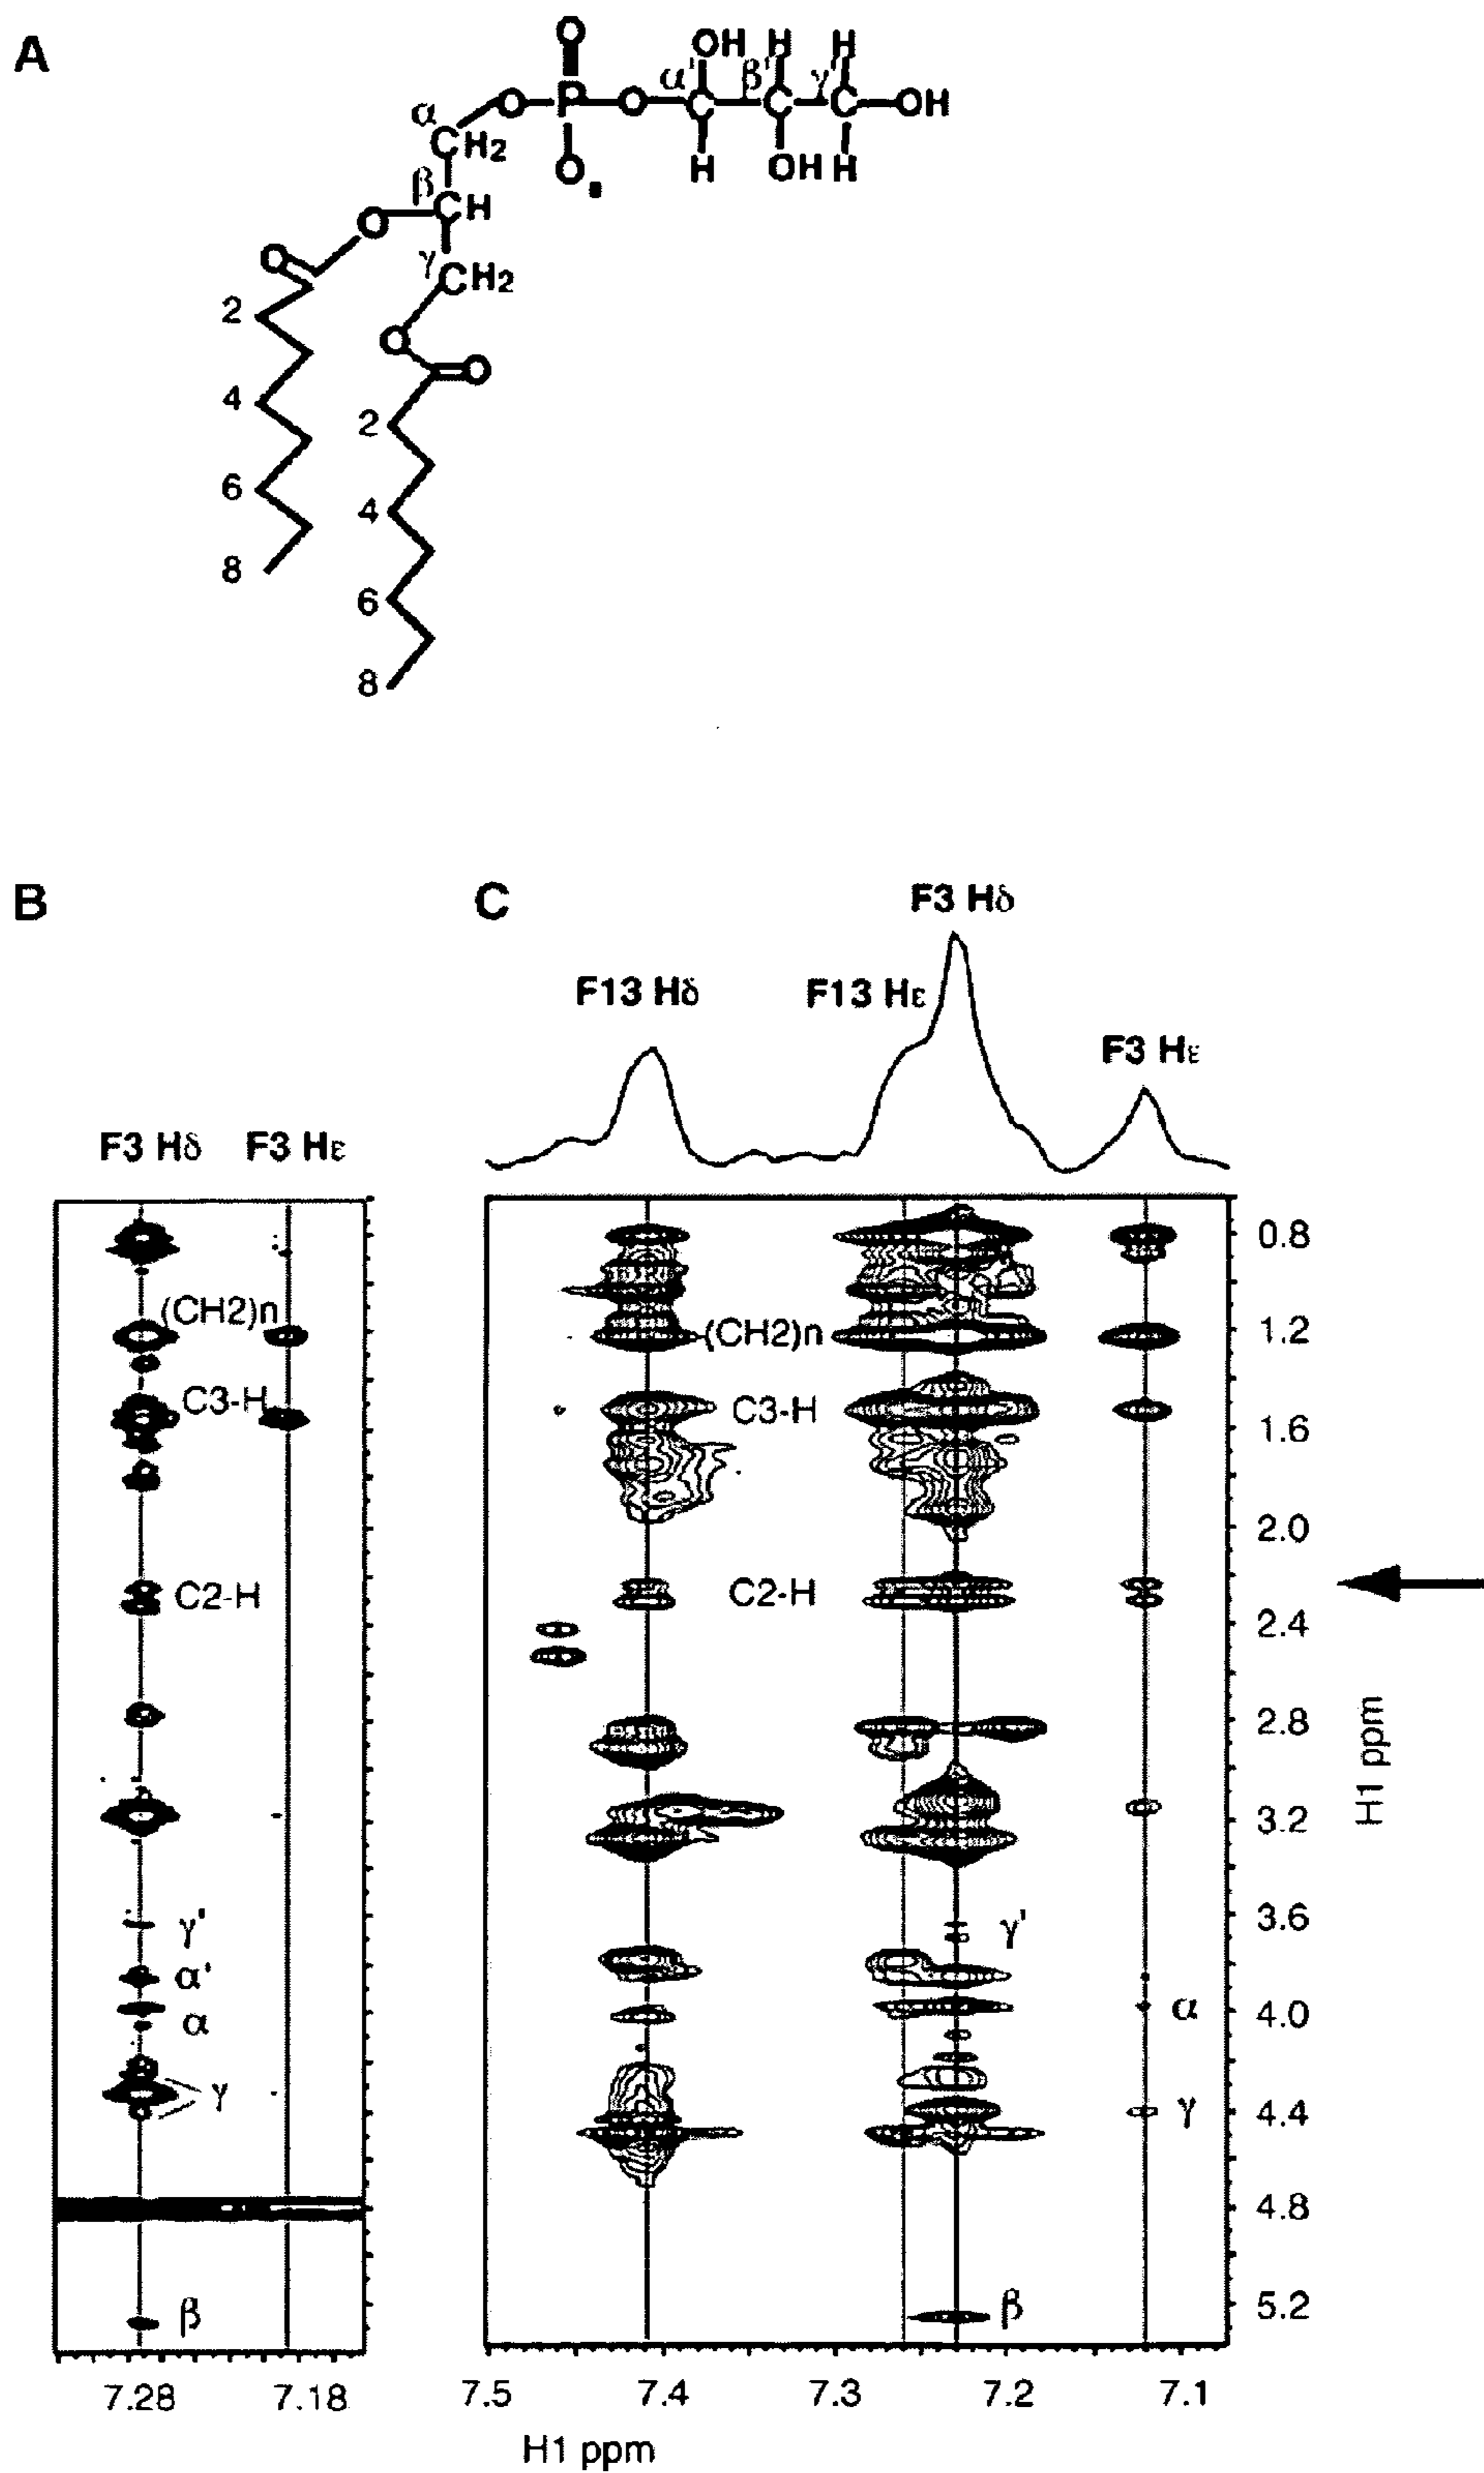 A
O OH H H
α' β' γ'
α O P O C C C OH
CH2 O H OH H
β
O CH
O γ
CH2
2
O
O
4 2
6 4
8
6
8
B C
F3 Hδ
F13 Hδ F13 Hε
F3 Hε
F3 Hδ F3 Hε
0.8
(CH2)n (CH2)n 1.2
C3-H C3-H
1.6
2.0
C2-H C2-H
2.4
2.8
H1 ppm
3.2
γ' γ' 3.6
α'
α α 4.0
γ γ 4.4
4.8
β β 5.2
7.28 7.18 7.5 7.4 7.3 7.2 7.1
H1 ppm